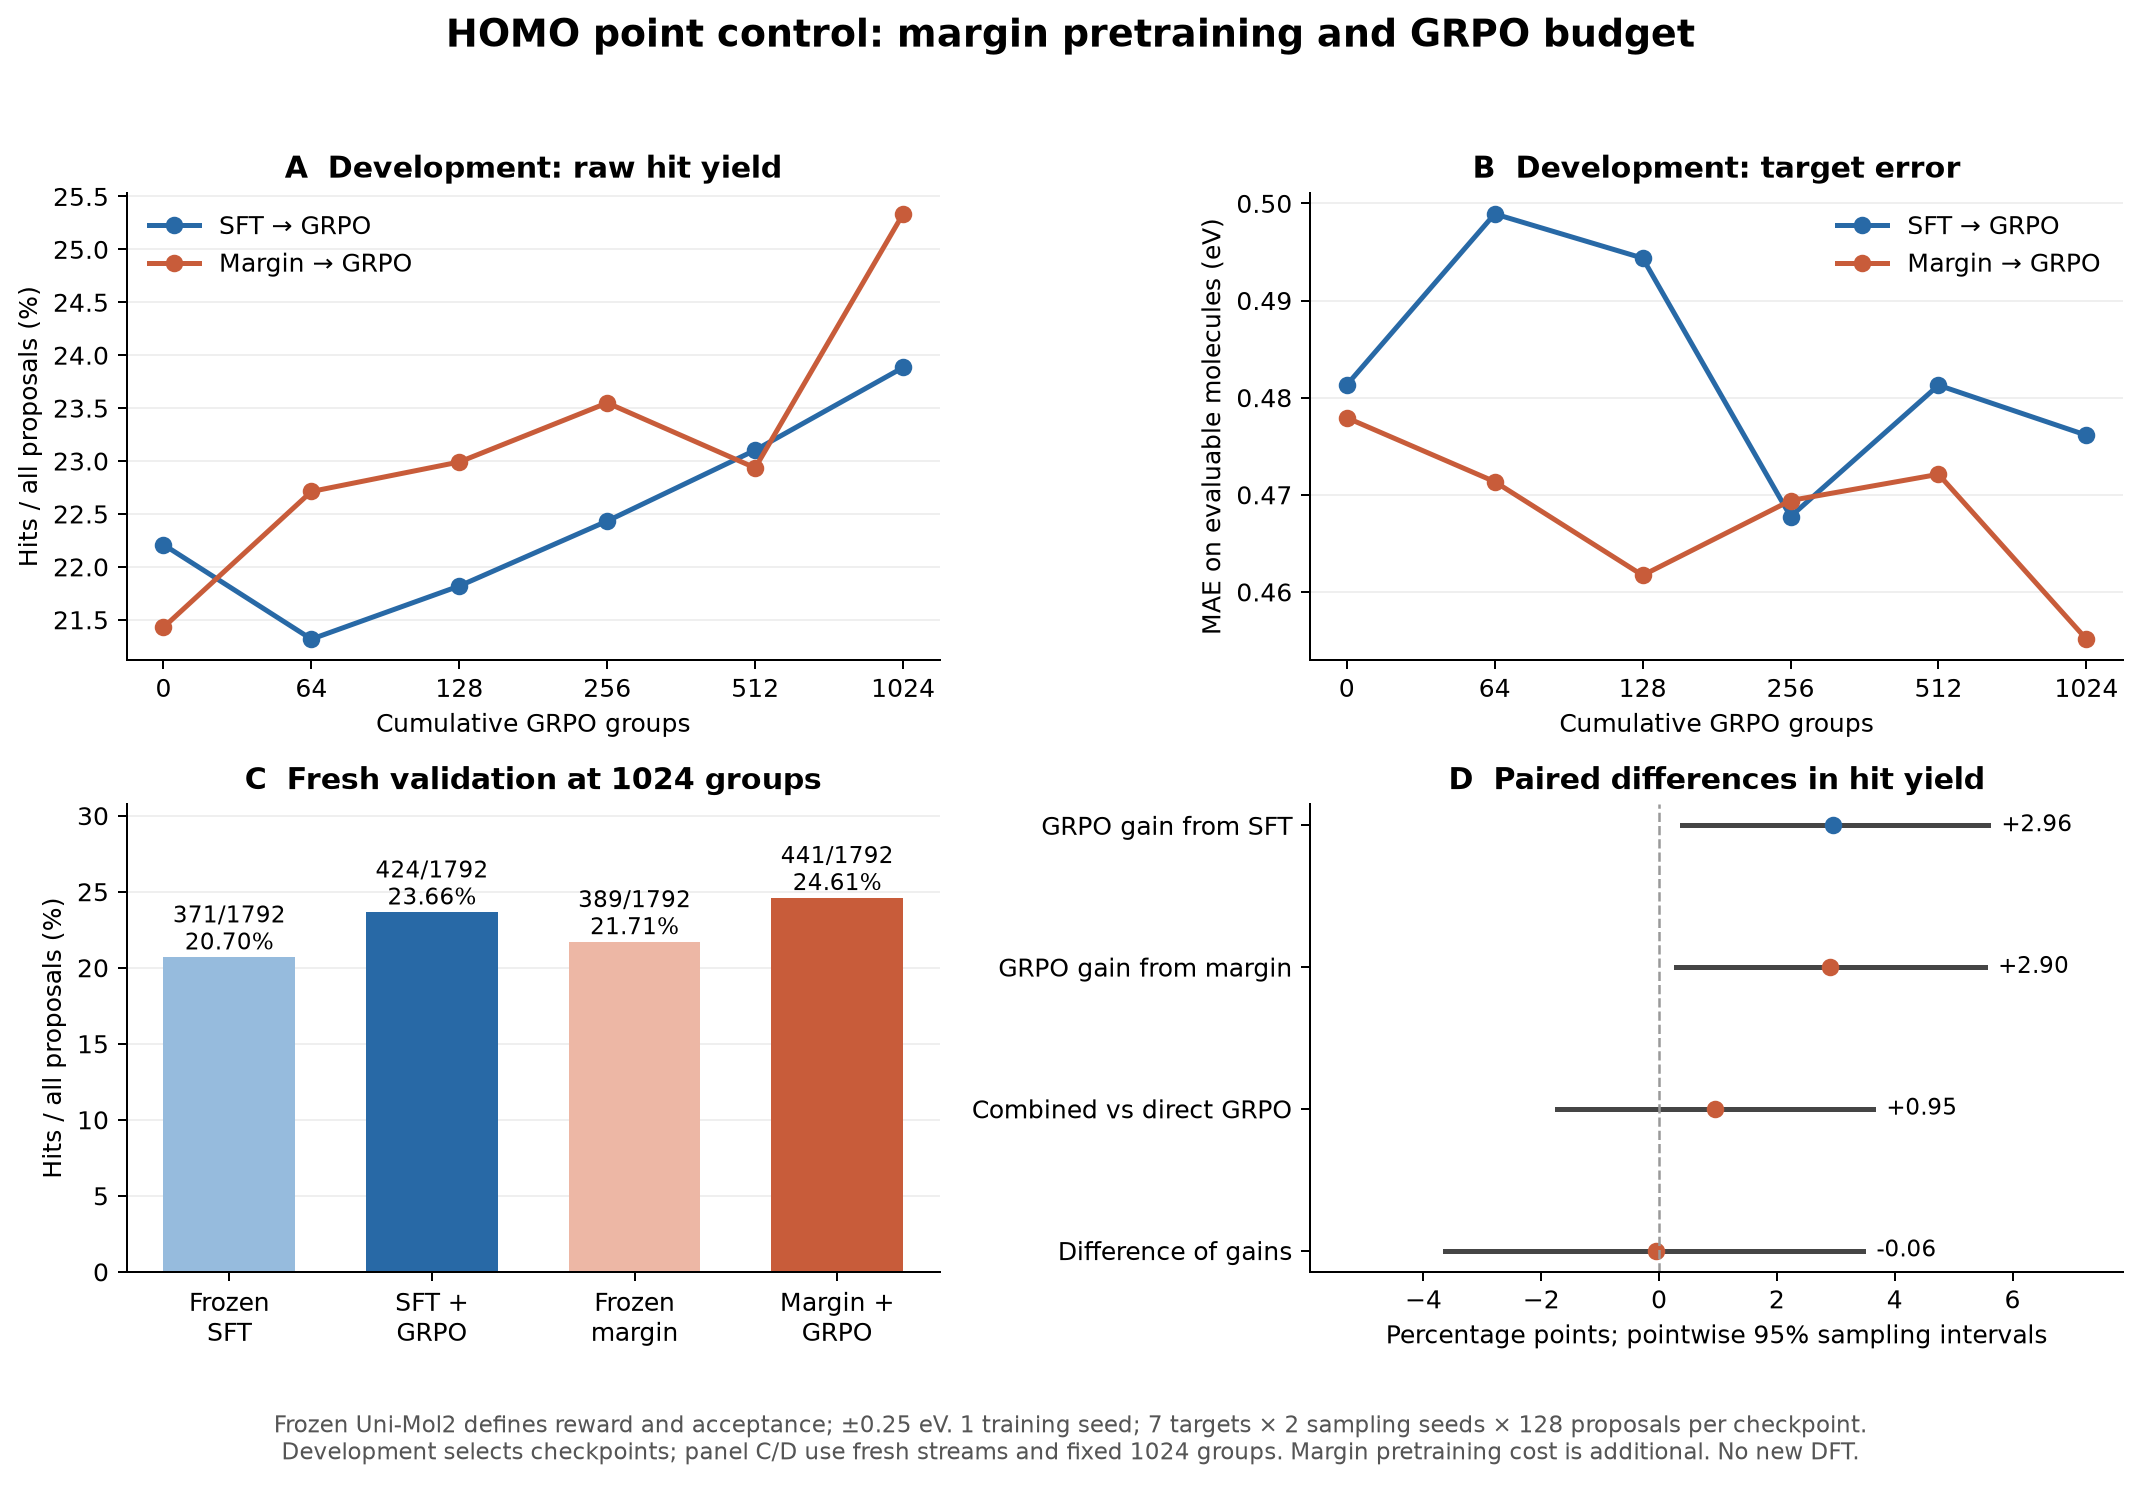 HOMO point control: margin pretraining and GRPO budget
A  Development: raw hit yield
Hits / all proposals (%)
25.5
25.0
24.5
24.0
23.5
23.0
22.5
22.0
21.5
SFT → GRPO
Margin → GRPO
0 64 128 256 512 1024
Cumulative GRPO groups
B  Development: target error
MAE on evaluable molecules (eV)
0.50
0.49
0.48
0.47
0.46
SFT → GRPO
Margin → GRPO
0 64 128 256 512 1024
Cumulative GRPO groups
C  Fresh validation at 1024 groups
Hits / all proposals (%)
30
25
20
15
10
5
0
371/1792
20.70%
424/1792
23.66%
389/1792
21.71%
441/1792
24.61%
Frozen
SFT
SFT +
GRPO
Frozen
margin
Margin +
GRPO
D  Paired differences in hit yield
GRPO gain from SFT
+2.96
GRPO gain from margin
+2.90
Combined vs direct GRPO
+0.95
Difference of gains
-0.06
−4 −2 0 2 4 6
Percentage points; pointwise 95% sampling intervals
Frozen Uni-Mol2 defines reward and acceptance; ±0.25 eV. 1 training seed; 7 targets × 2 sampling seeds × 128 proposals per checkpoint.
Development selects checkpoints; panel C/D use fresh streams and fixed 1024 groups. Margin pretraining cost is additional. No new DFT.